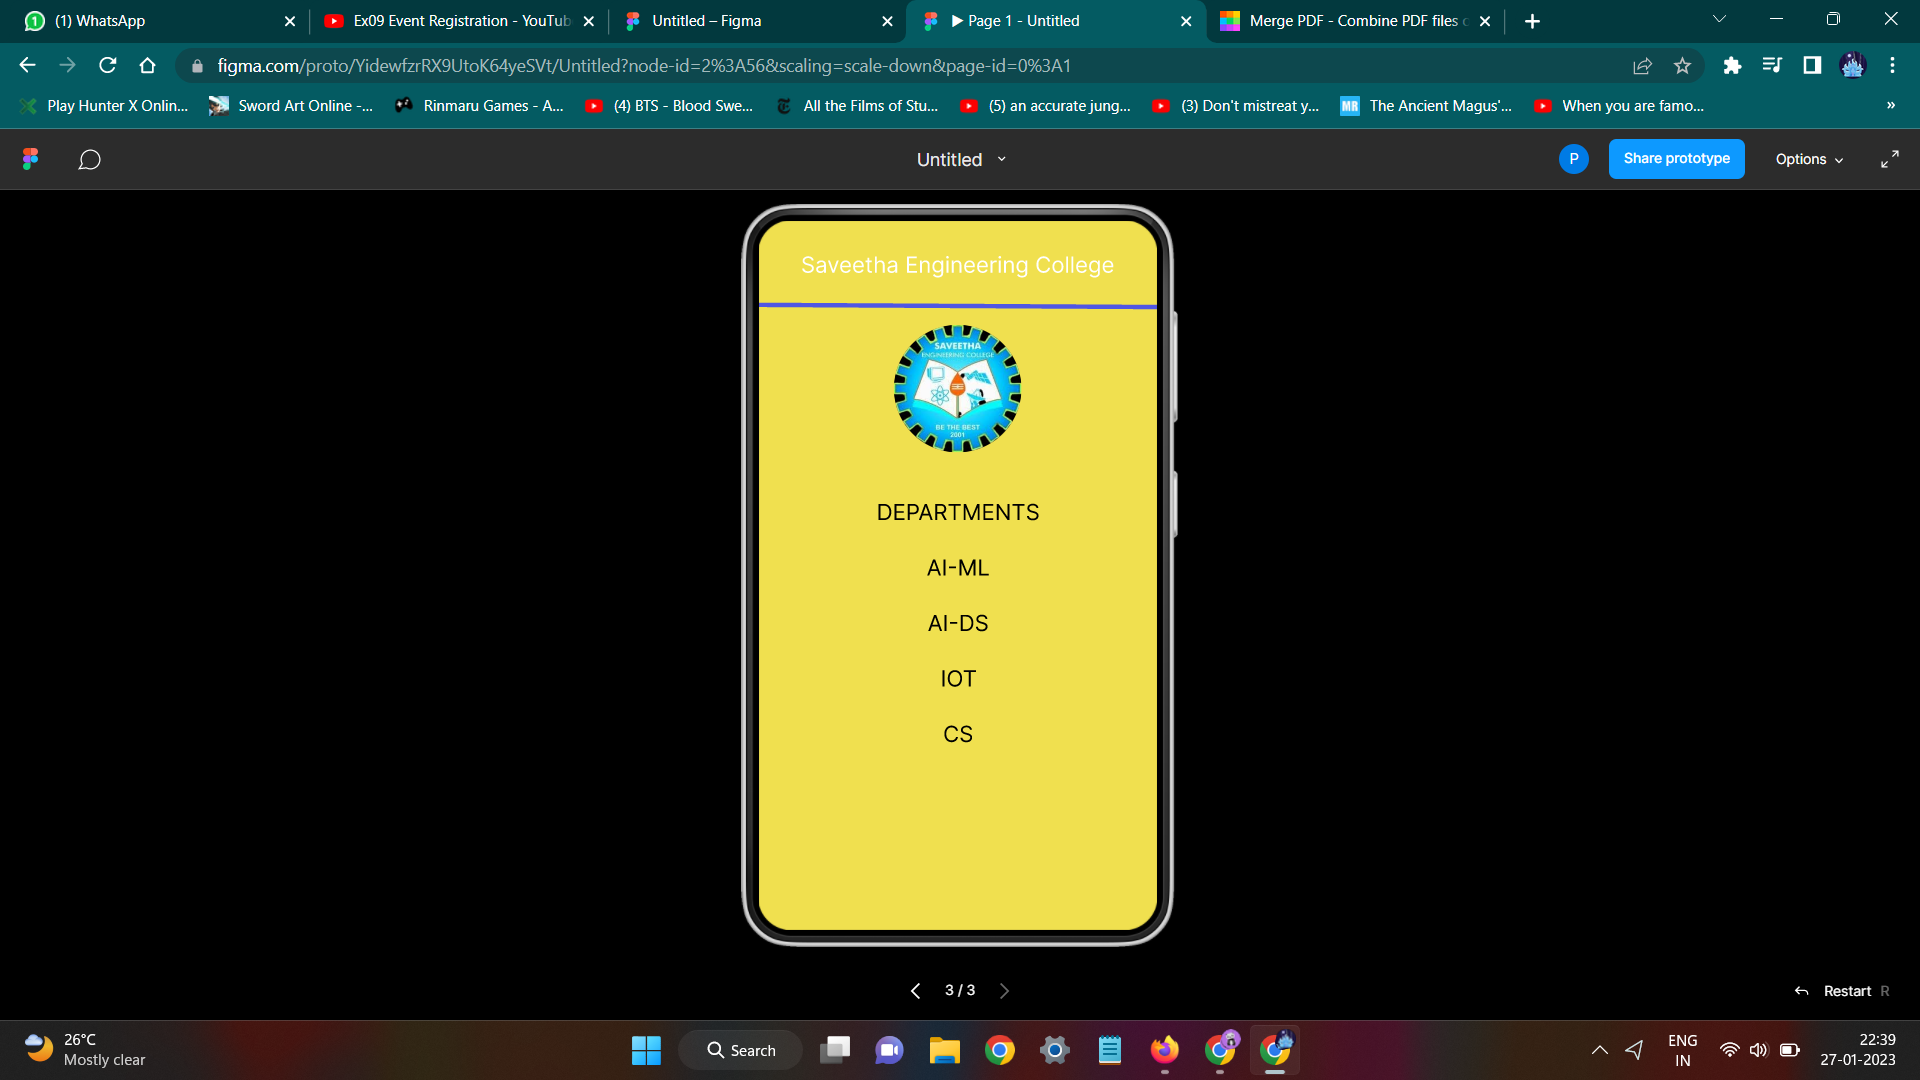 (1) WhatsApp
Ex09 Event Registration - YouTub
Untitled – Figma
▶ Page 1 - Untitled
Merge PDF - Combine PDF files o
figma.com/proto/YidewfzrRX9UtoK64yeSVt/Untitled?node-id=2%3A56&scaling=scale-down&page-id=0%3A1
Play Hunter X Onlin...
Sword Art Online -...
Rinmaru Games - A...
(4) BTS - Blood Swe...
All the Films of Stu...
(5) an accurate jung...
(3) Don't mistreat y...
MR
The Ancient Magus'...
When you are famo...
»
Untitled
P
Share prototype
Options
Saveetha Engineering College
SAVEETHA
ENGINEERING COLLEGE
BE THE BEST
2001
DEPARTMENTS
AI-ML
AI-DS
IOT
CS
3 / 3
Restart R
26°C
Mostly clear
Search
ENG
IN
22:39
27-01-2023